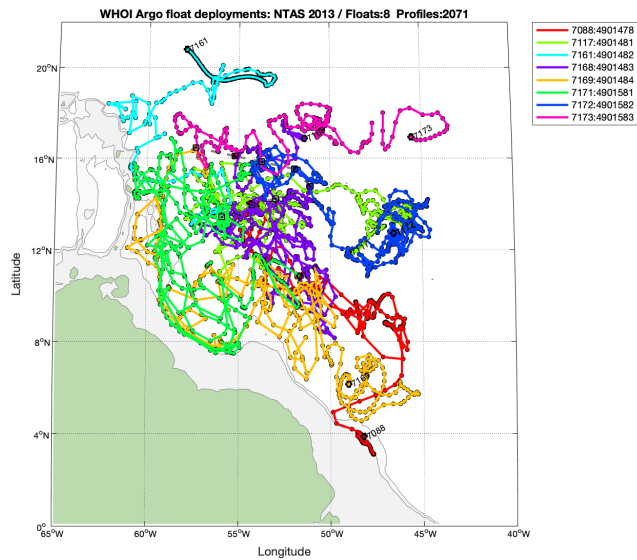 WHOI Argo float deployments: NTAS 2013 / Floats:8 Profiles:2071
7088:4901478
7117:4901481
7161:4901482
7168:4901483
7169:4901484
7171:4901581
7172:4901582
7173:4901583
7161
7173
7088
20°N
16°N
12°N
8°N
4°N
0°
65°W
60°W
55°W
50°W
45°W
40°W
Latitude
Longitude